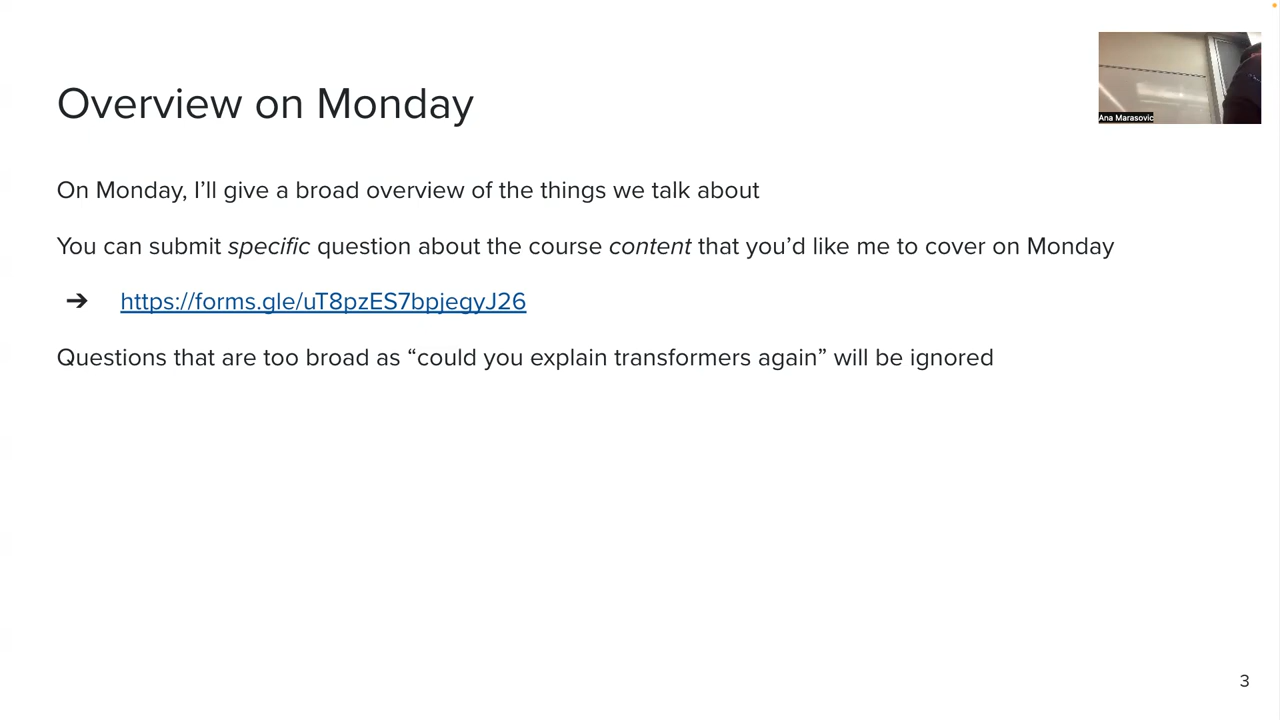 Overview on Monday
Ana Marasovic
On Monday, I'll give a broad overview of the things we talk about
You can submit specific question about the course content that you'd like me to cover on Monday
➔ https://forms.gle/uT8pzES7bpjegyJ26
Questions that are too broad as “could you explain transformers again” will be ignored
3